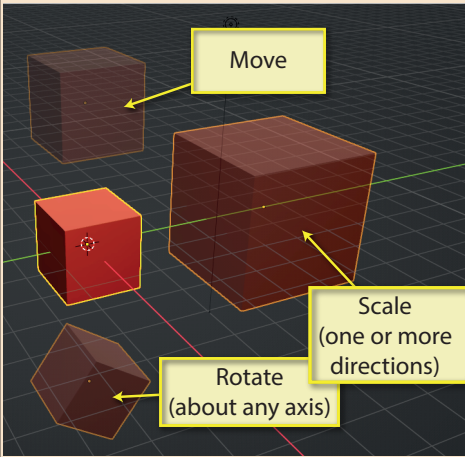 Move
Scale
(one or more
directions)
Rotate
(about any axis)